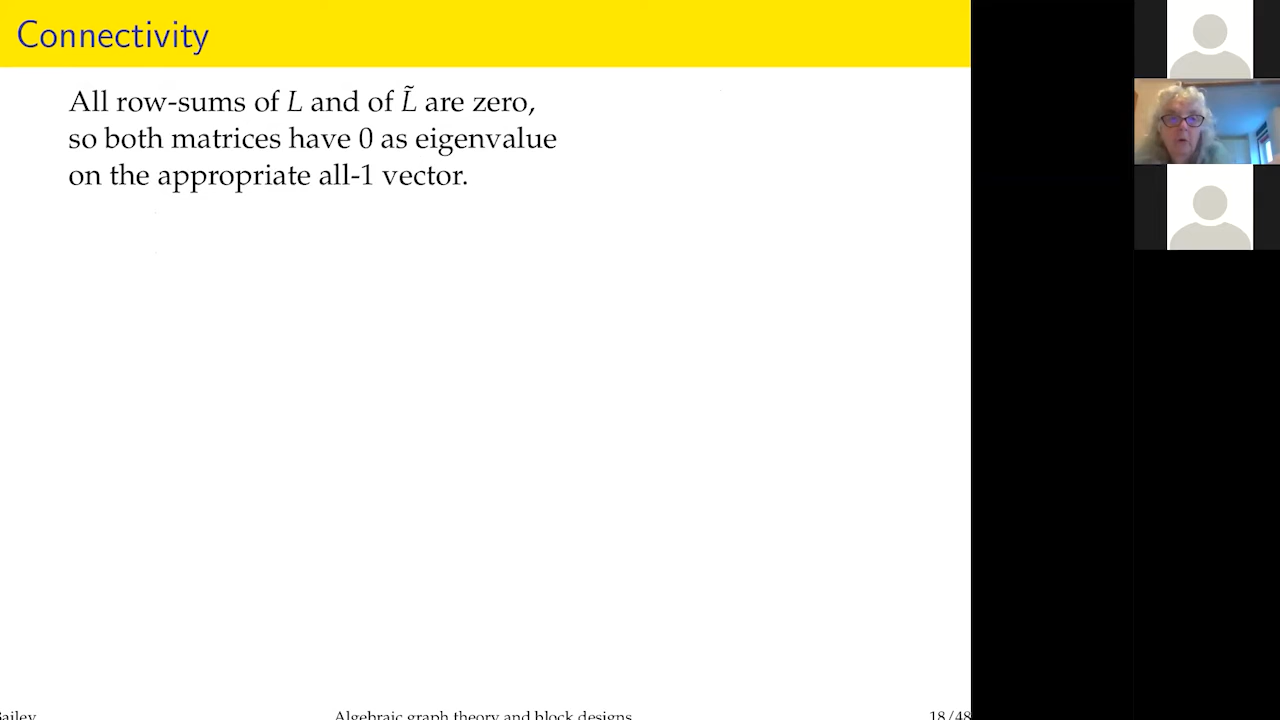 Connectivity
All row-sums of L and of L̃ are zero,
so both matrices have 0 as eigenvalue
on the appropriate all-1 vector.
Algebraic graph theory and block designs
18/48